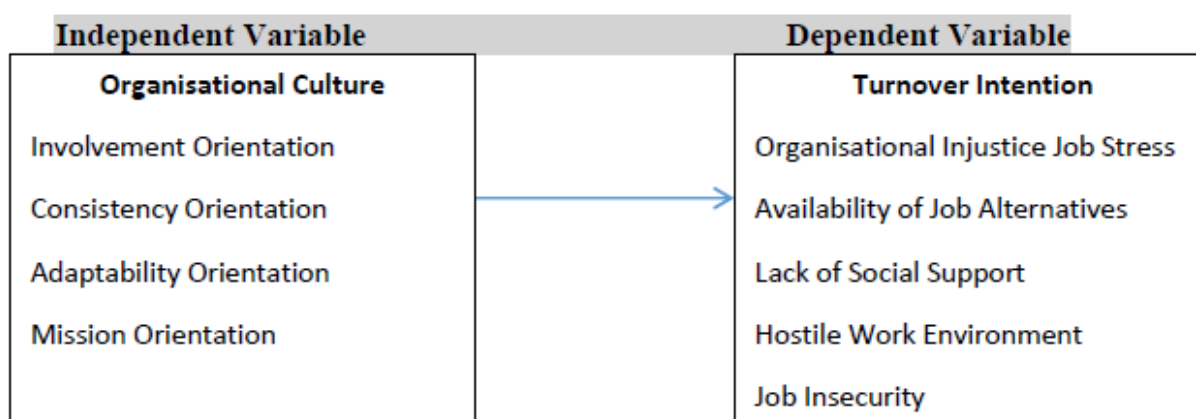 Independent Variable
Dependent Variable
Organisational Culture
Involvement Orientation
Consistency Orientation
Adaptability Orientation
Mission Orientation
Turnover Intention
Organisational Injustice Job Stress
Availability of Job Alternatives
Lack of Social Support
Hostile Work Environment
Job Insecurity